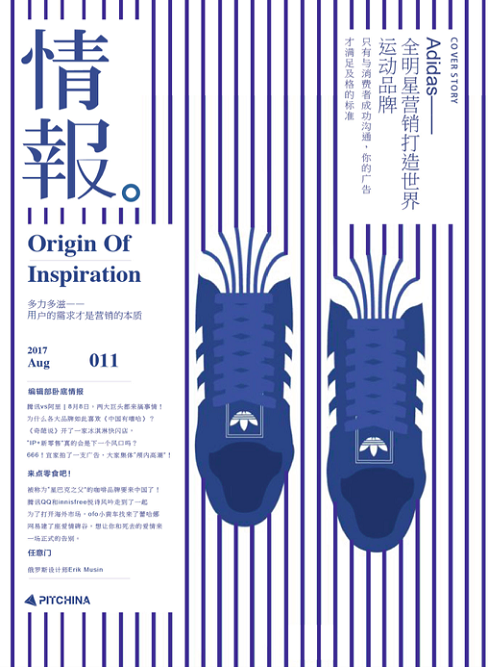 情報。
COVER STORY
Adidas——
全明星营销打造世界
运动品牌
只有与消费者成功沟通，你的广告
才满足及格的标准
Origin Of
Inspiration
多力多滋——
用户的需求才是营销的本质
2017
Aug
011
编辑部卧底情报
腾讯vs阿里 | 8月8日，两大巨头都来搞事情！
为什么各大品牌如此喜欢《中国有嘻哈》？
《奇葩说》开了一家冰淇淋快闪店，
“IP+新零售”真的会是下一个风口吗？
666！宜家拍了一支广告，大家集体“颅内高潮”！
来点零食吧！
被称为“星巴克之父”的咖啡品牌要来中国了！
腾讯QQ和innisfree悦诗风吟走到了一起
为了打开海外市场，ofo小黄车找来了蕾哈娜
网易建了座爱情碑谷，想让你和死去的爱情来
一场正式的告别。
任意门
俄罗斯设计师Erik Musin
PITCHINA